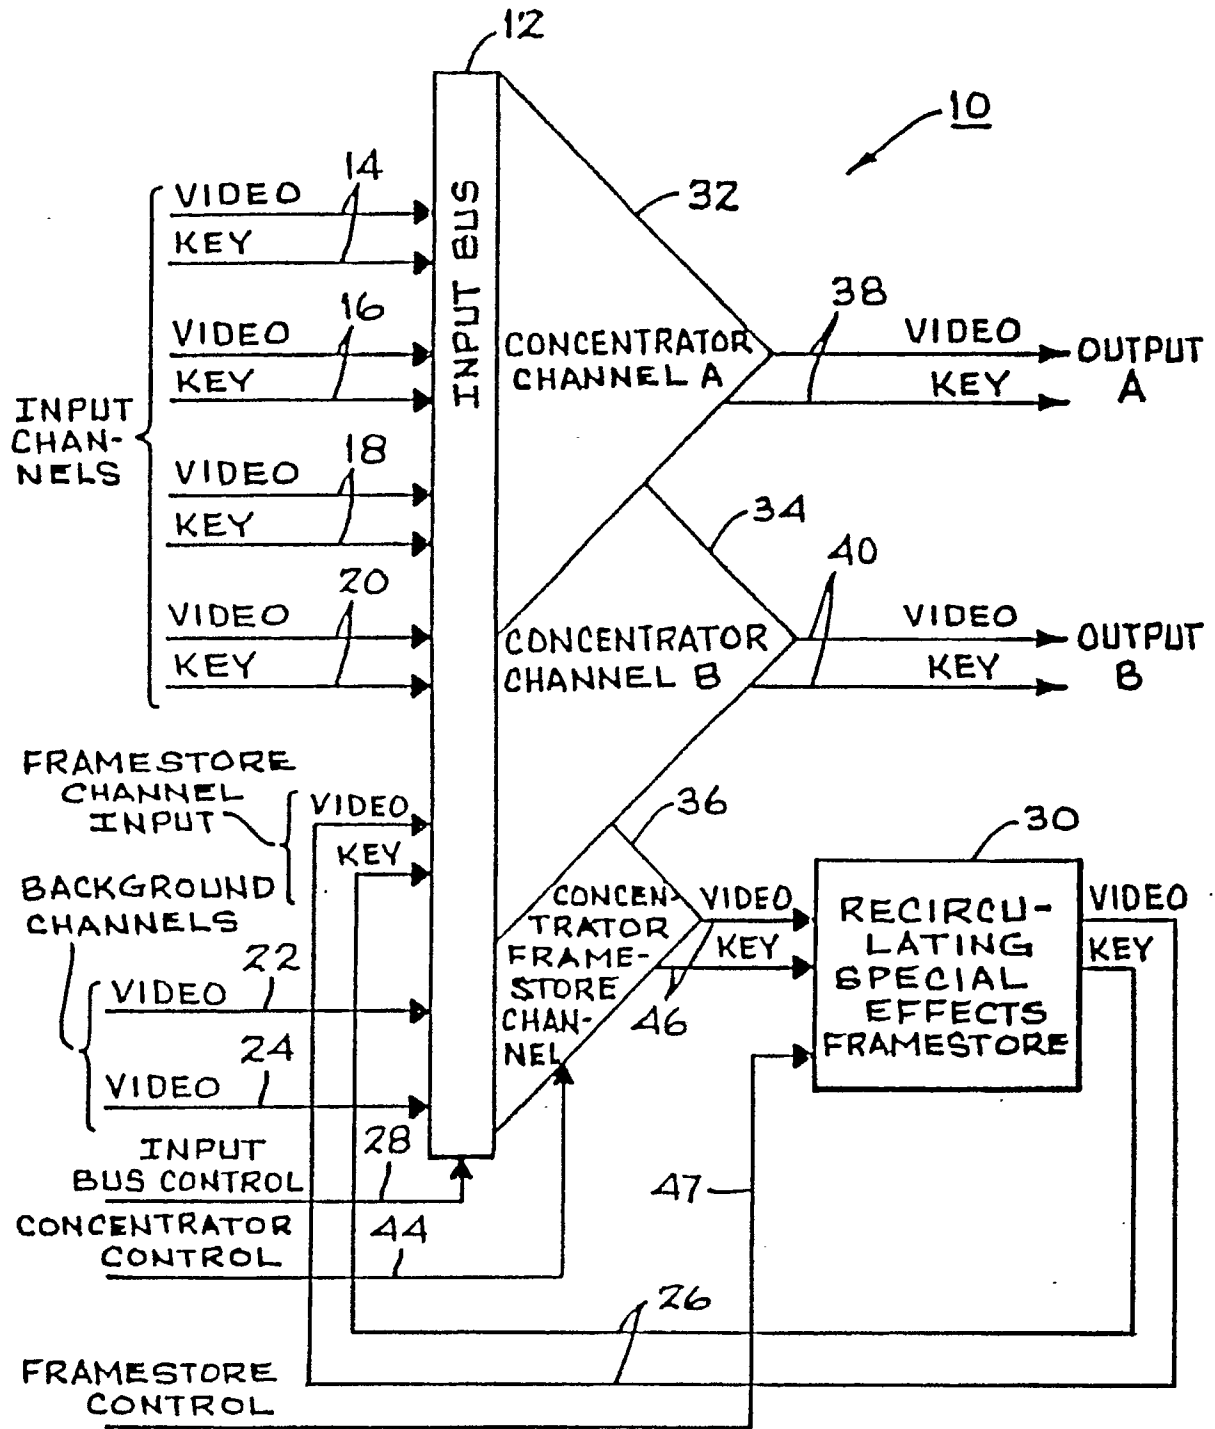 12
10
14
VIDEO
KEY
32
INPUT BUS
16
VIDEO
KEY
38
VIDEO
KEY
OUTPUT
A
CONCENTRATOR
CHANNEL A
INPUT
CHAN-
NELS
18
VIDEO
KEY
34
20
VIDEO
KEY
40
VIDEO
KEY
OUTPUT
B
CONCENTRATOR
CHANNEL B
FRAMESTORE
CHANNEL
INPUT
VIDEO
KEY
36
30
BACKGROUND
CHANNELS
CONCEN-
TRATOR
FRAME-
STORE
CHAN-
NEL
VIDEO
KEY
46
RECIRCU-
LATING
SPECIAL
EFFECTS
FRAMESTORE
VIDEO
KEY
22
VIDEO
24
VIDEO
INPUT
BUS CONTROL
28
47
CONCENTRATOR
CONTROL
44
26
FRAMESTORE
CONTROL